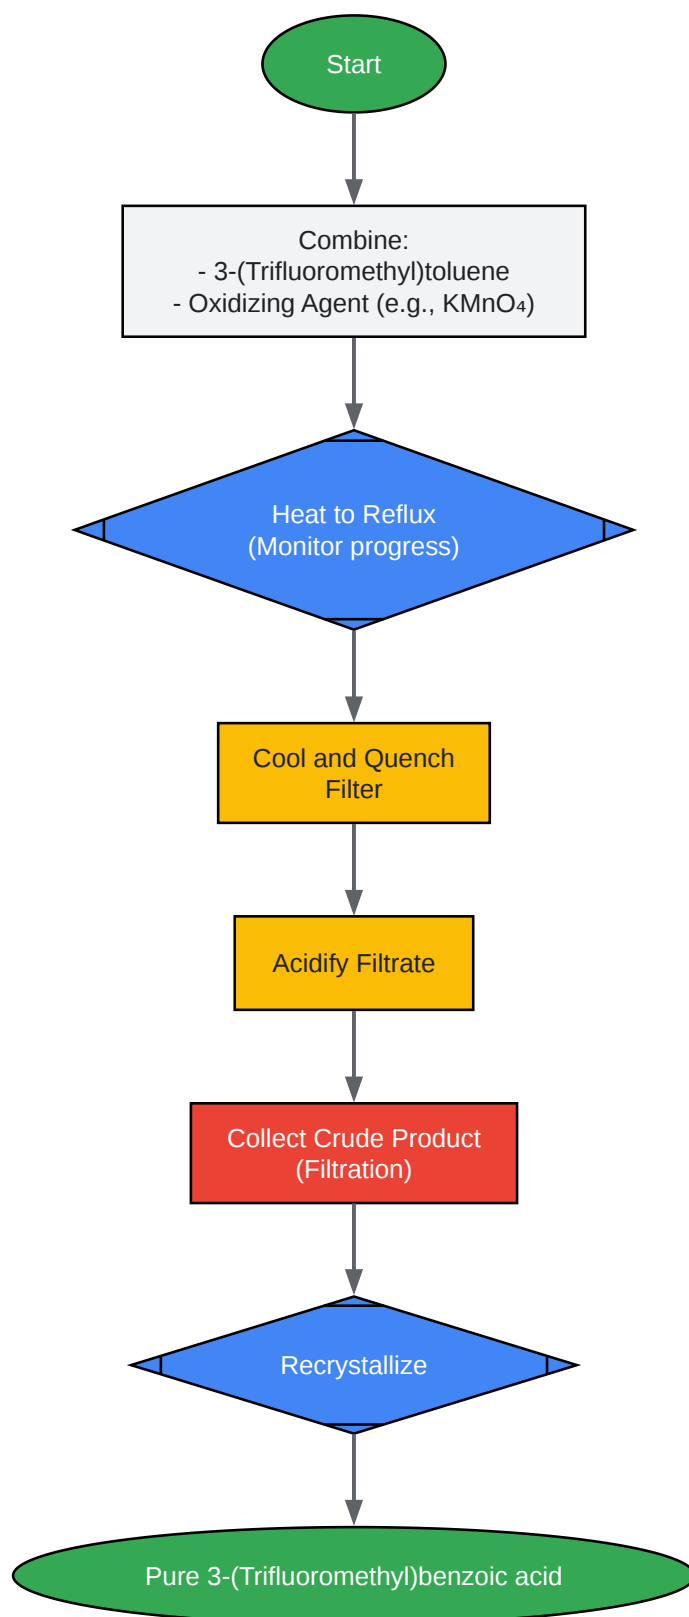 Start
Combine:
- 3-(Trifluoromethyl)toluene
- Oxidizing Agent (e.g., KMnO₄)
Heat to Reflux
(Monitor progress)
Cool and Quench
Filter
Acidify Filtrate
Collect Crude Product
(Filtration)
Recrystallize
Pure 3-(Trifluoromethyl)benzoic acid